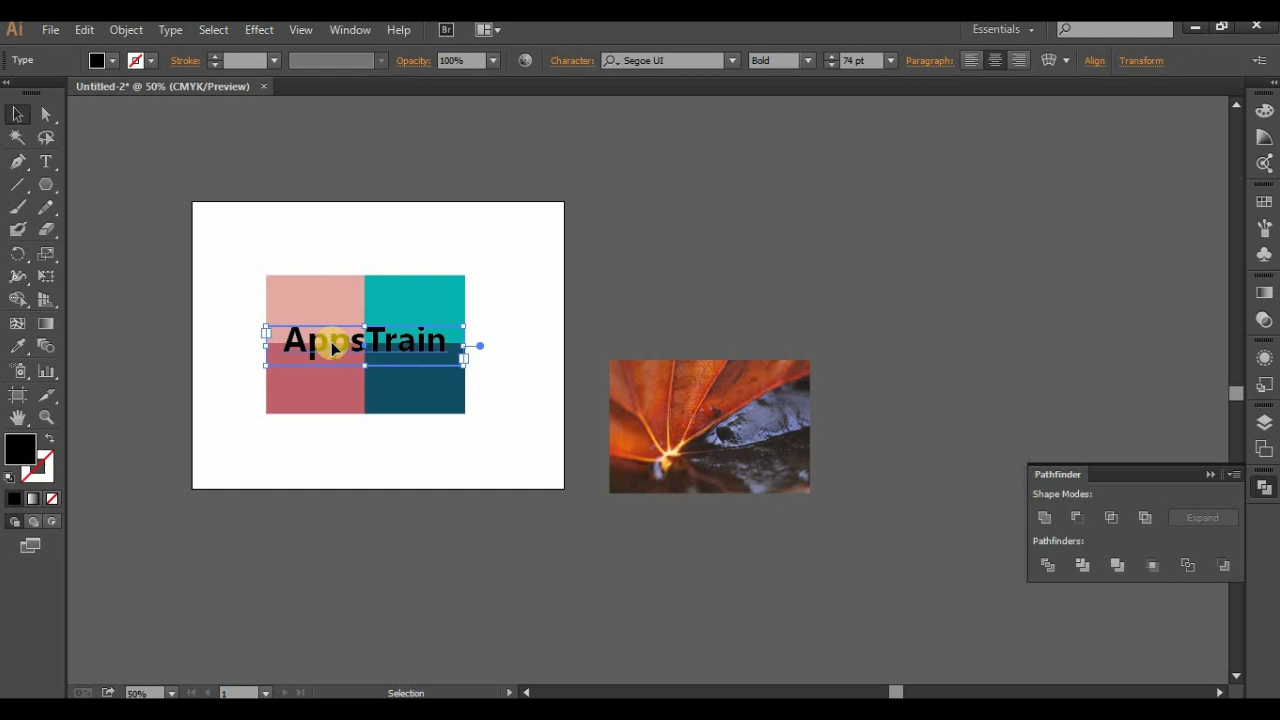 Ai File Edit Object Type Select Effect View Window Help Br Essentials
Type Stroke: Opacity: 100% Character: Segoe UI Bold 74 pt Paragraph: Align Transform
Untitled-2* @ 50% (CMYK/Preview) ×
AppsTrain
Pathfinder
Shape Modes:
Expand
Pathfinders:
50% 1 Selection